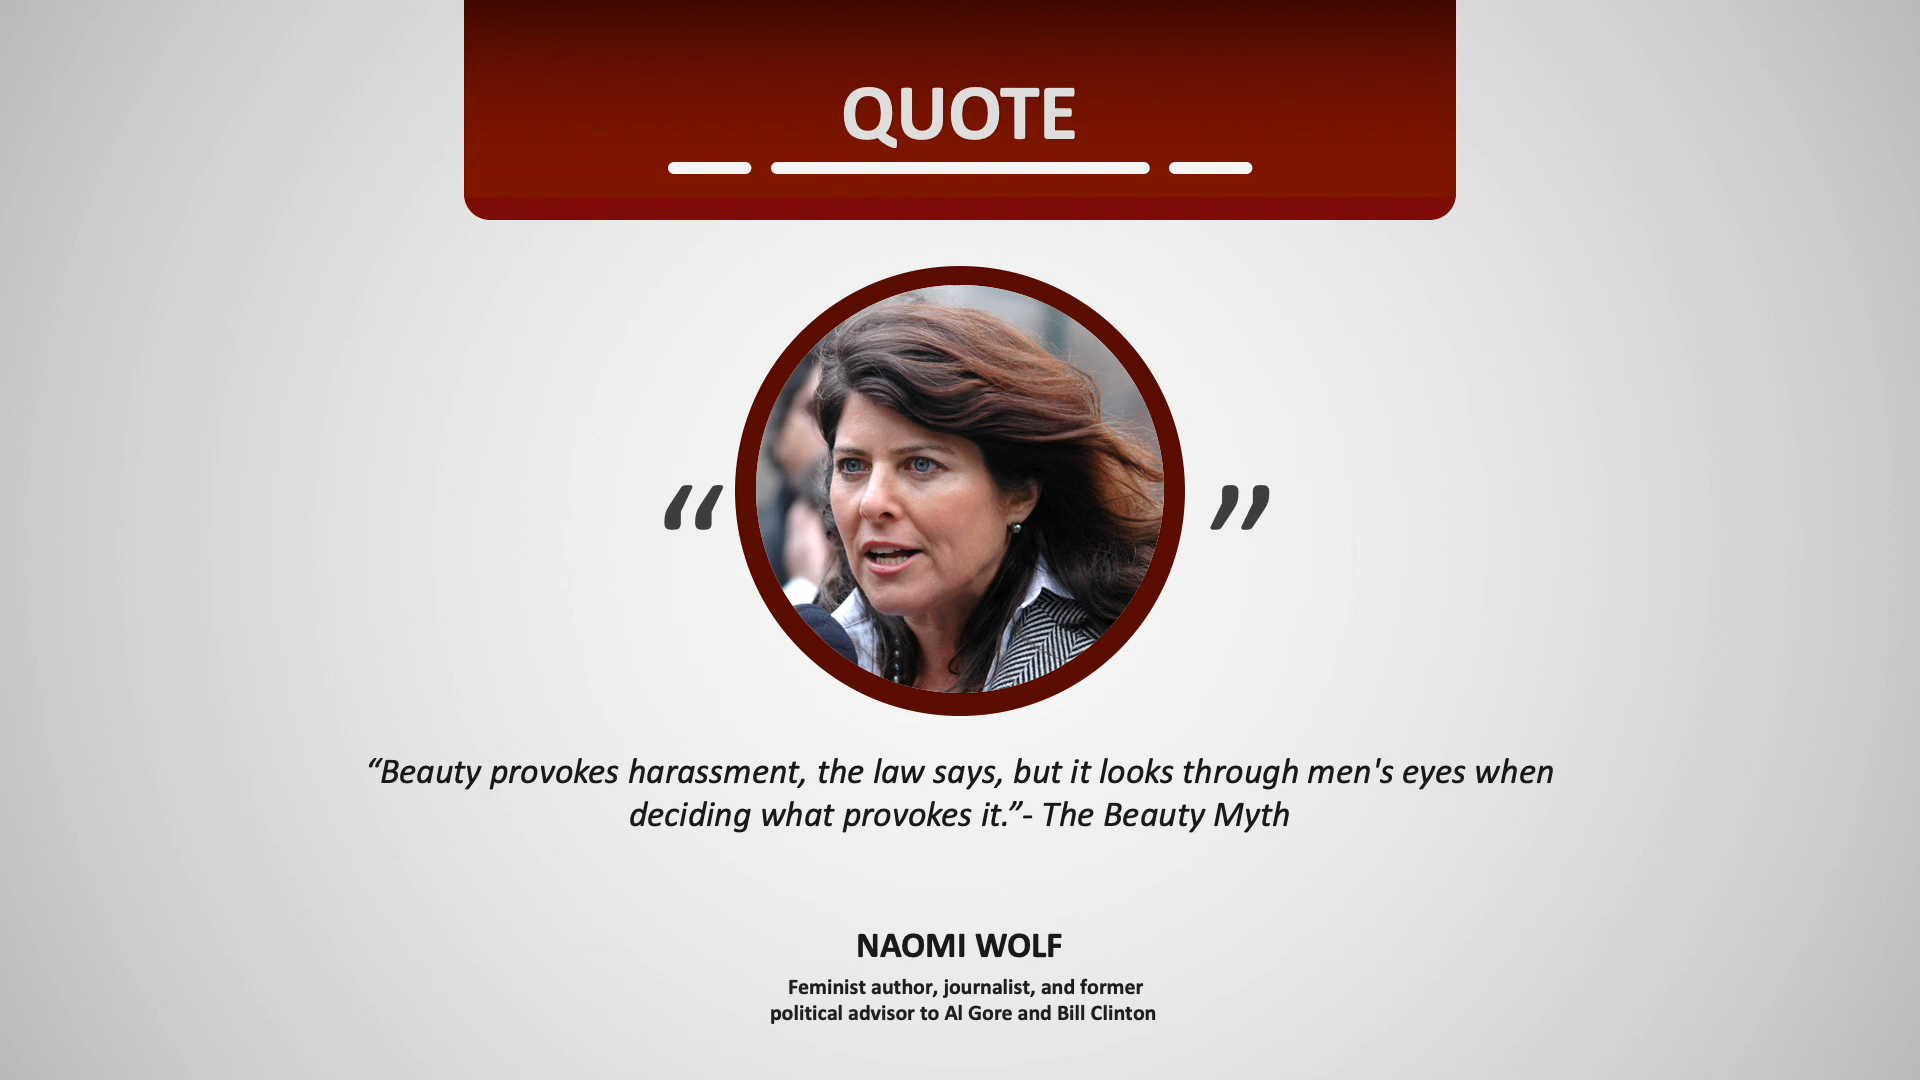 QUOTE
“ ”
“Beauty provokes harassment, the law says, but it looks through men's eyes when
deciding what provokes it.”- The Beauty Myth
NAOMI WOLF
Feminist author, journalist, and former
political advisor to Al Gore and Bill Clinton